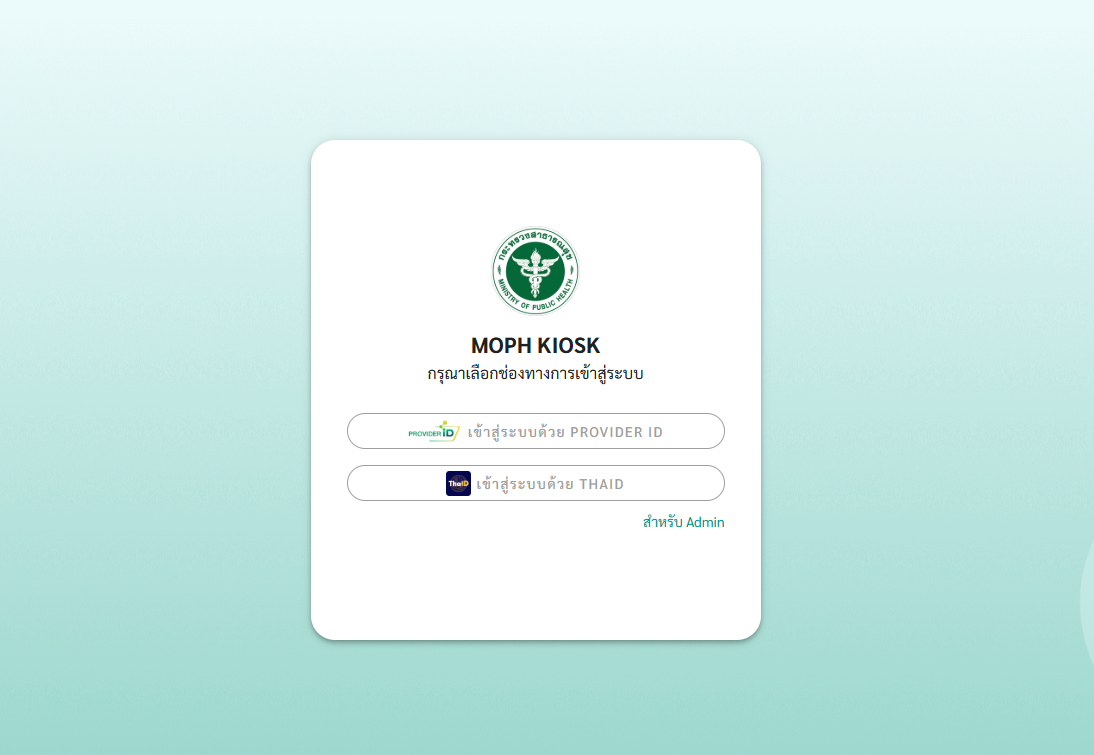 กระทรวงสาธารณสุข
MINISTRY OF PUBLIC HEALTH
MOPH KIOSK
กรุณาเลือกช่องทางการเข้าสู่ระบบ
PROVIDER iD เข้าสู่ระบบด้วย PROVIDER ID
ThaiD เข้าสู่ระบบด้วย THAID
สำหรับ Admin